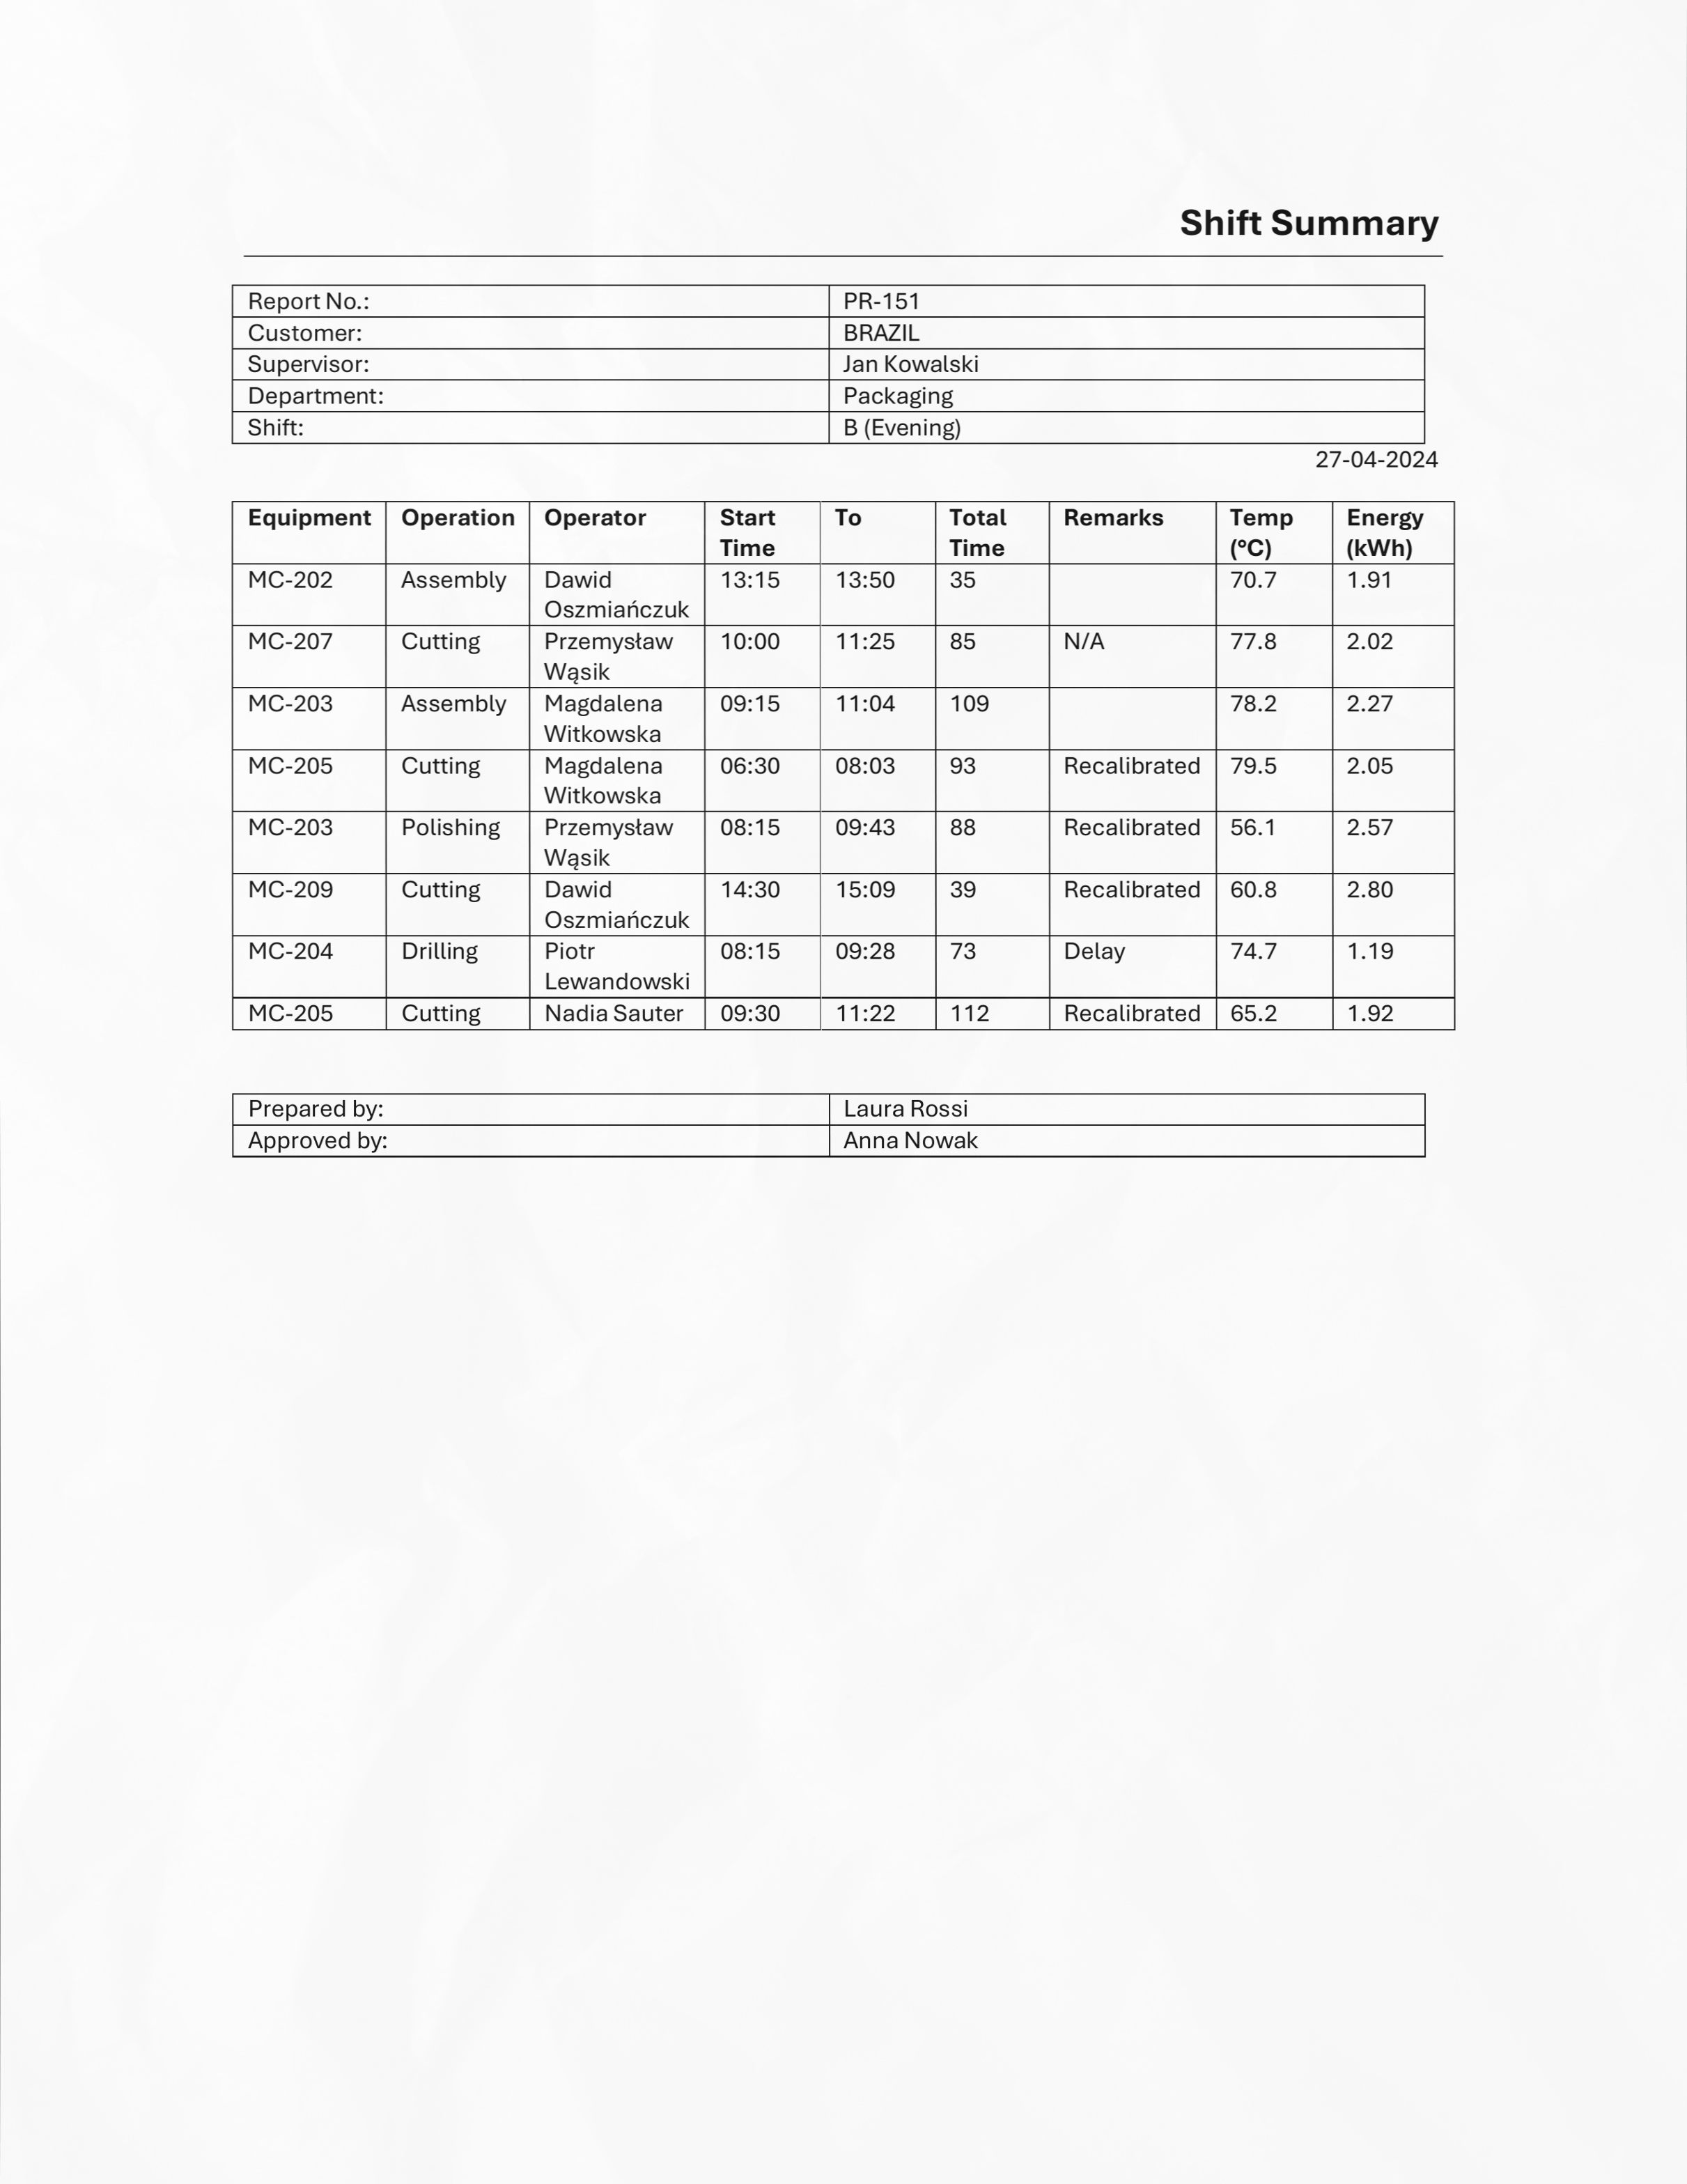 Shift Summary
Report No.: PR-151
Customer: BRAZIL
Supervisor: Jan Kowalski
Department: Packaging
Shift: B (Evening)
27-04-2024
Equipment Operation Operator Start Time To Total Time Remarks Temp (°C) Energy (kWh)
MC-202 Assembly Dawid Oszmiańczuk 13:15 13:50 35 70.7 1.91
MC-207 Cutting Przemysław Wąsik 10:00 11:25 85 N/A 77.8 2.02
MC-203 Assembly Magdalena Witkowska 09:15 11:04 109 78.2 2.27
MC-205 Cutting Magdalena Witkowska 06:30 08:03 93 Recalibrated 79.5 2.05
MC-203 Polishing Przemysław Wąsik 08:15 09:43 88 Recalibrated 56.1 2.57
MC-209 Cutting Dawid Oszmiańczuk 14:30 15:09 39 Recalibrated 60.8 2.80
MC-204 Drilling Piotr Lewandowski 08:15 09:28 73 Delay 74.7 1.19
MC-205 Cutting Nadia Sauter 09:30 11:22 112 Recalibrated 65.2 1.92
Prepared by: Laura Rossi
Approved by: Anna Nowak